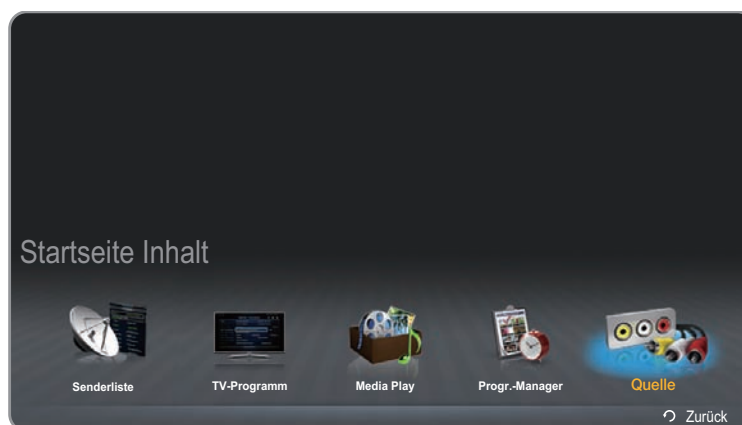 Startseite Inhalt
Senderliste TV-Programm Media Play Progr.-Manager Quelle
Zurück